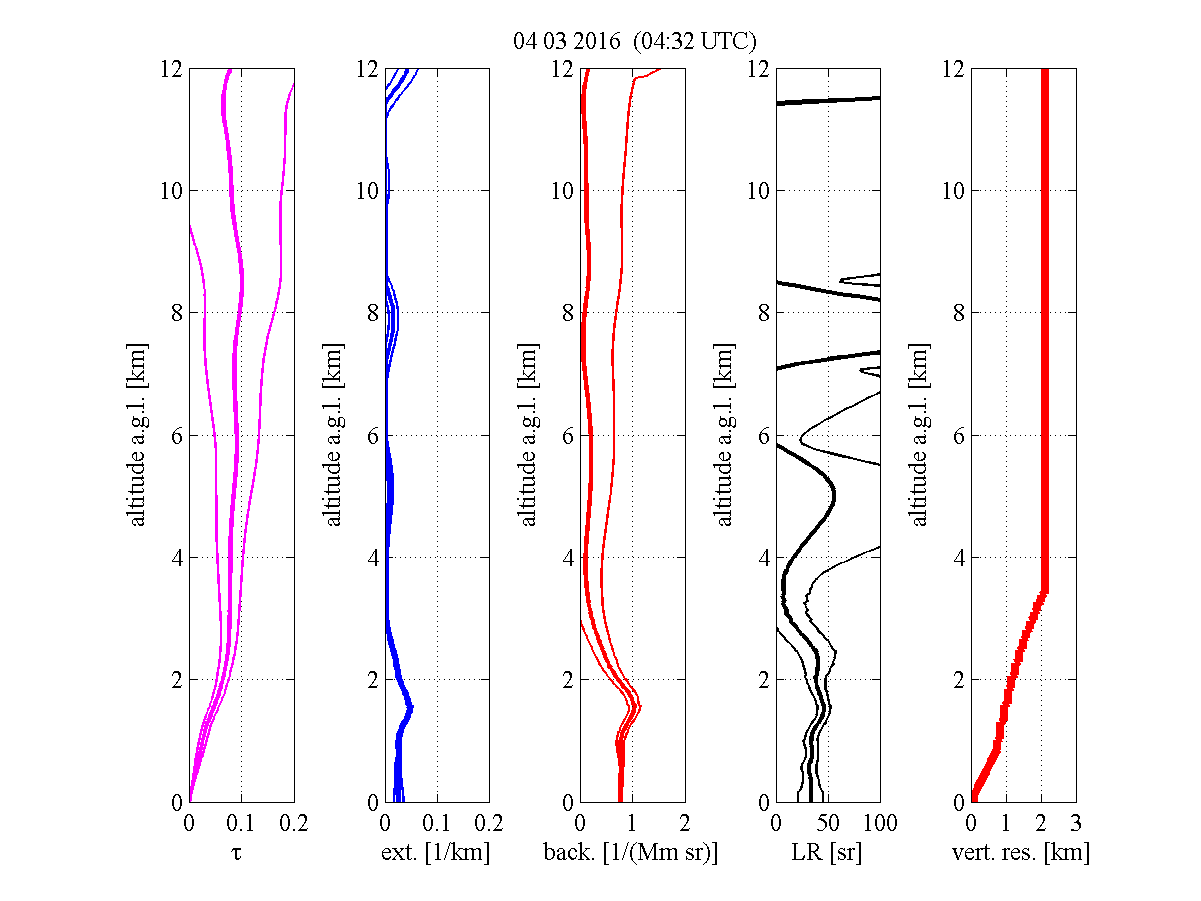 04 03 2016  (04:32 UTC)
12 12 12 12 12
10 10 10 10 10
8 8 8 8 8
6 6 6 6 6
4 4 4 4 4
2 2 2 2 2
0 0 0 0 0
altitude a.g.l. [km]
altitude a.g.l. [km]
altitude a.g.l. [km]
altitude a.g.l. [km]
altitude a.g.l. [km]
0 0.1 0.2 0 0.1 0.2 0 1 2 0 50 100 0 1 2 3
τ ext. [1/km] back. [1/(Mm sr)] LR [sr] vert. res. [km]